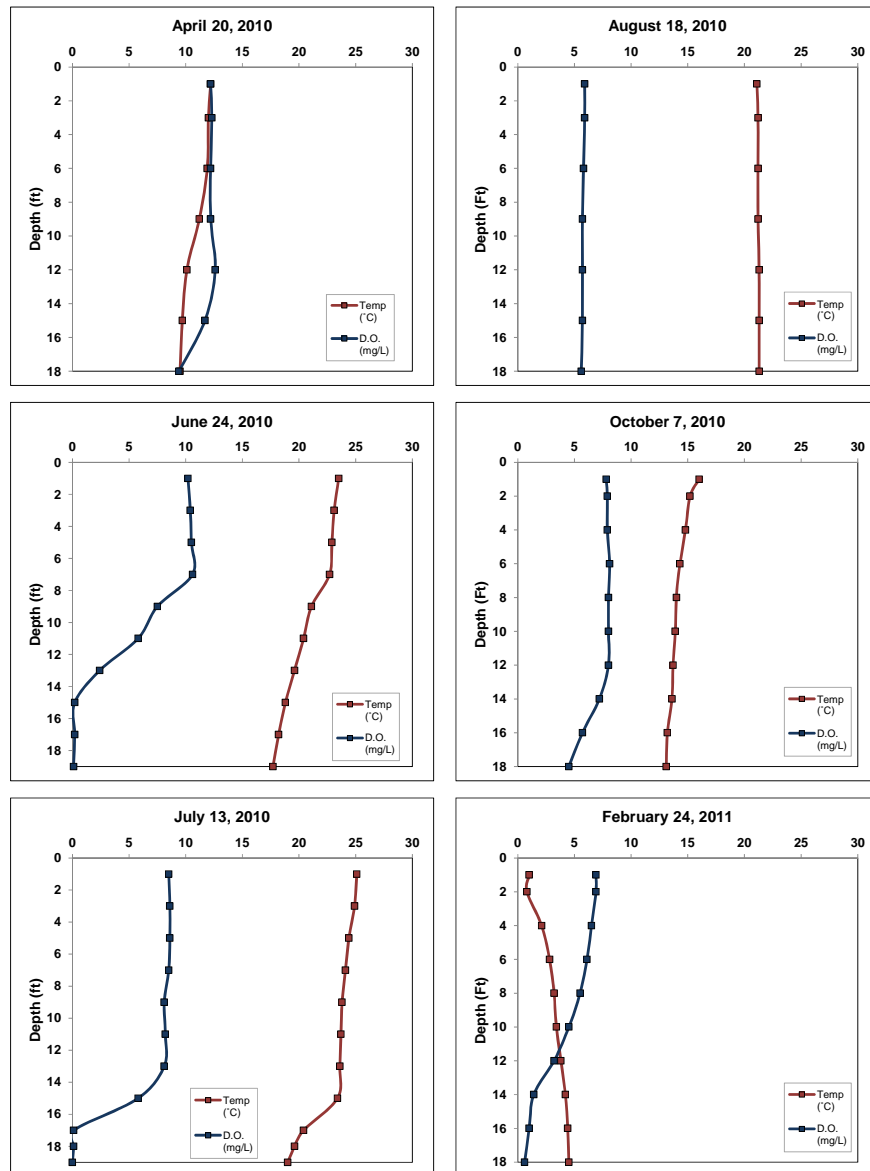 April 20, 2010
0 5 10 15 20 25 30
0
2
4
6
8
10
12
14
16
18
Depth (ft)
Temp
(˚C)
D.O.
(mg/L)
August 18, 2010
0 5 10 15 20 25 30
0
2
4
6
8
10
12
14
16
18
Depth (Ft)
Temp
(˚C)
D.O.
(mg/L)
June 24, 2010
0 5 10 15 20 25 30
0
2
4
6
8
10
12
14
16
18
Depth (ft)
Temp
(˚C)
D.O.
(mg/L)
October 7, 2010
0 5 10 15 20 25 30
0
2
4
6
8
10
12
14
16
18
Depth (Ft)
Temp
(˚C)
D.O.
(mg/L)
July 13, 2010
0 5 10 15 20 25 30
0
2
4
6
8
10
12
14
16
18
Depth (ft)
Temp
(˚C)
D.O.
(mg/L)
February 24, 2011
0 5 10 15 20 25 30
0
2
4
6
8
10
12
14
16
18
Depth (Ft)
Temp
(˚C)
D.O.
(mg/L)